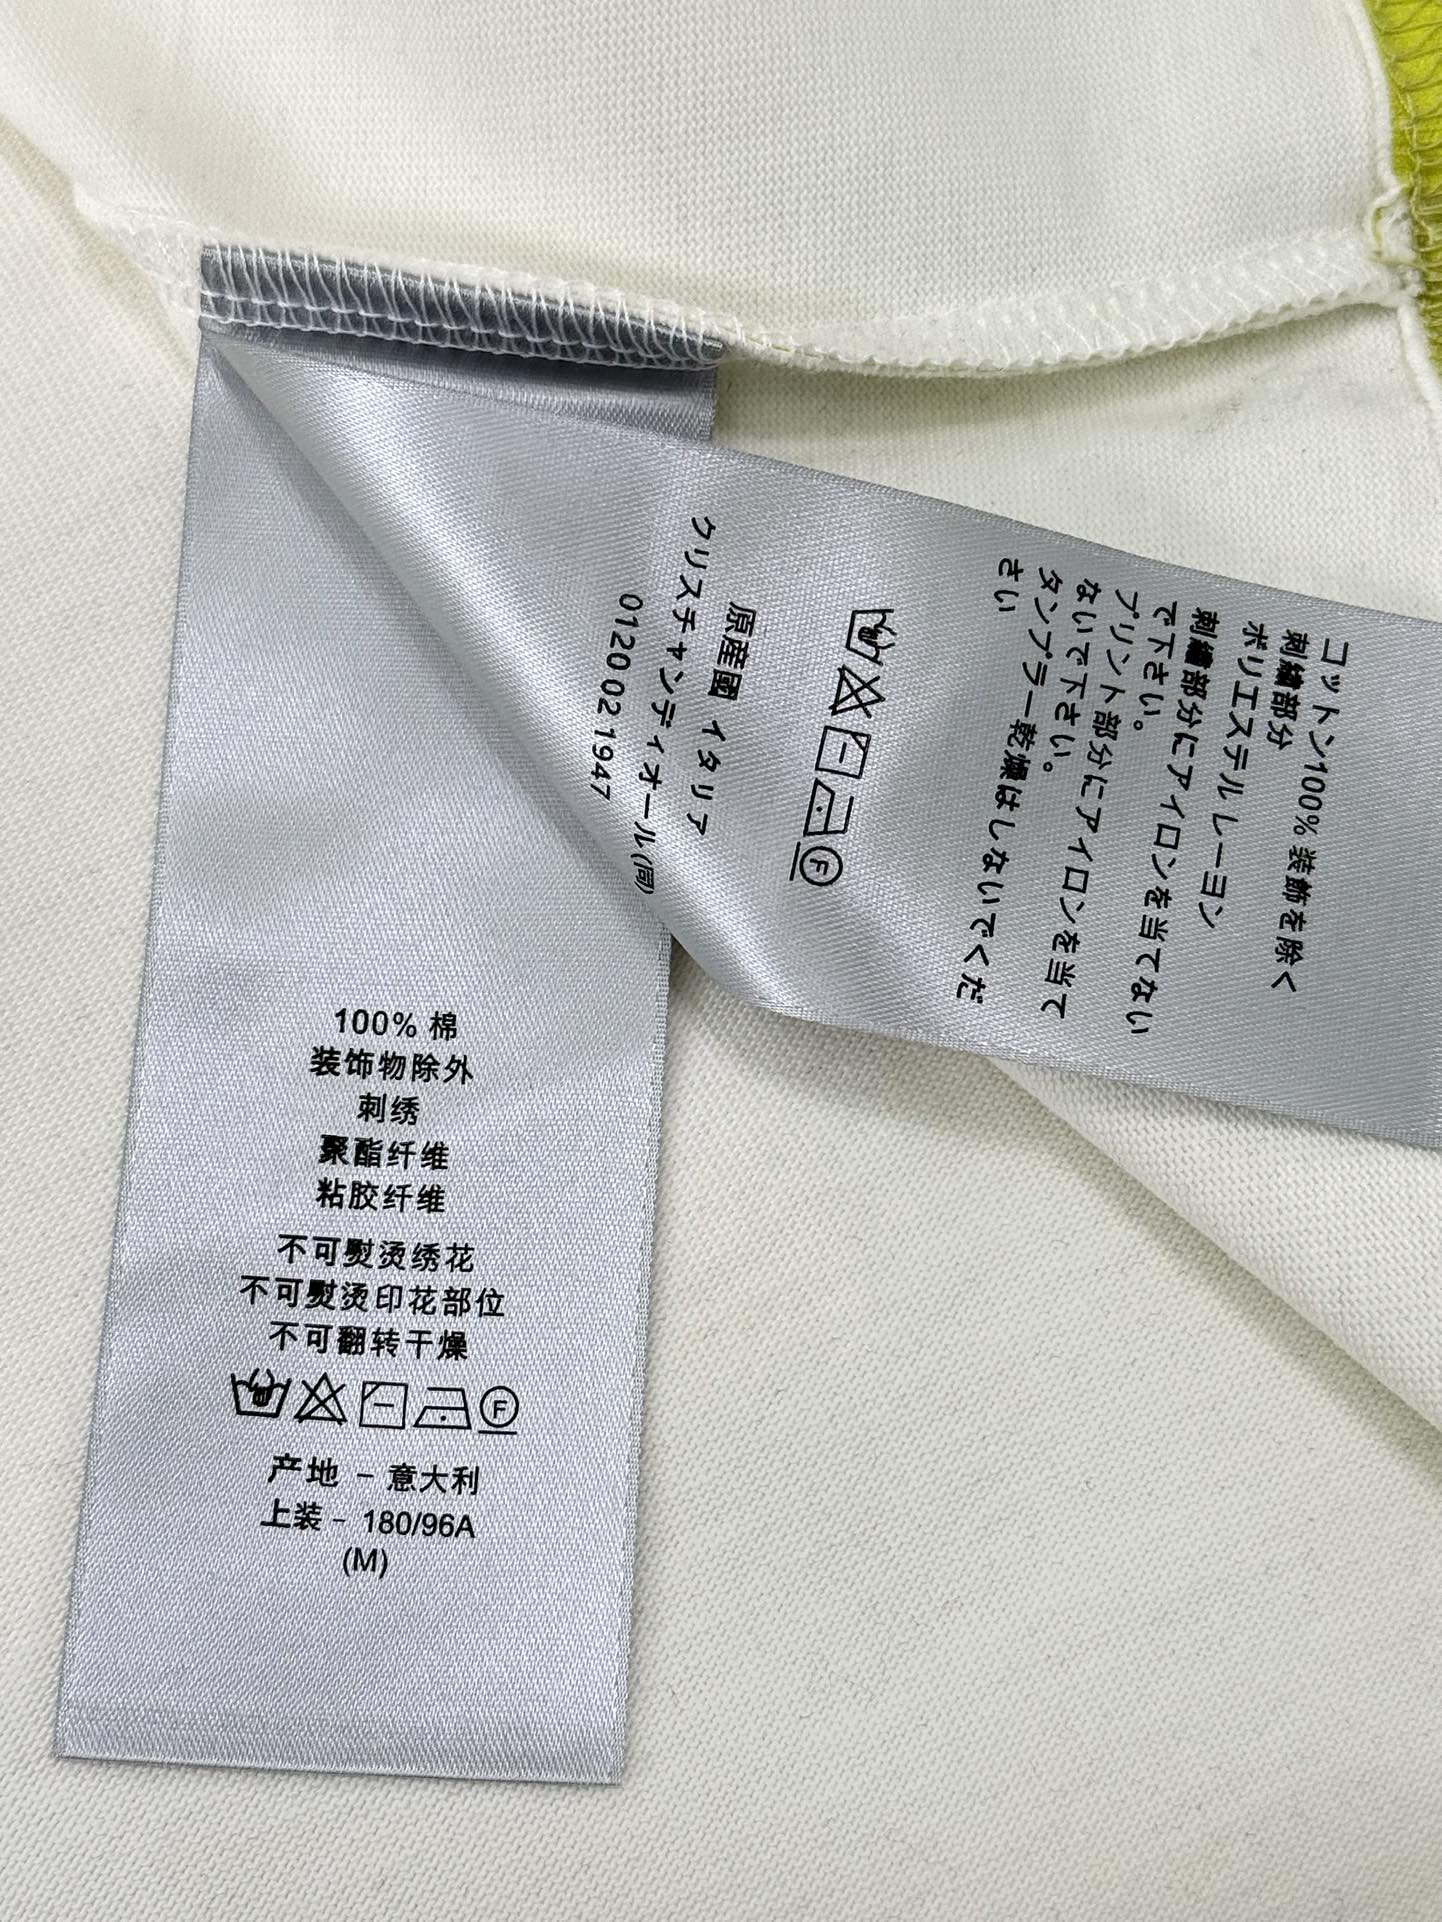 100% 棉
装饰物除外
刺绣
聚酯纤维
粘胶纤维
不可熨烫绣花
不可熨烫印花部位
不可翻转干燥
F
产地 - 意大利
上装 - 180/96A
(M)
コットン100% 装飾を除く
刺繍部分
ポリエステル レーヨン
刺繍部分にアイロンを当てない
で下さい。
プリント部分にアイロンを当て
ないで下さい。
タンブラー乾燥はしないでくだ
さい
F
原産國 イタリア
クリスチャンディオール(同)
0120021947